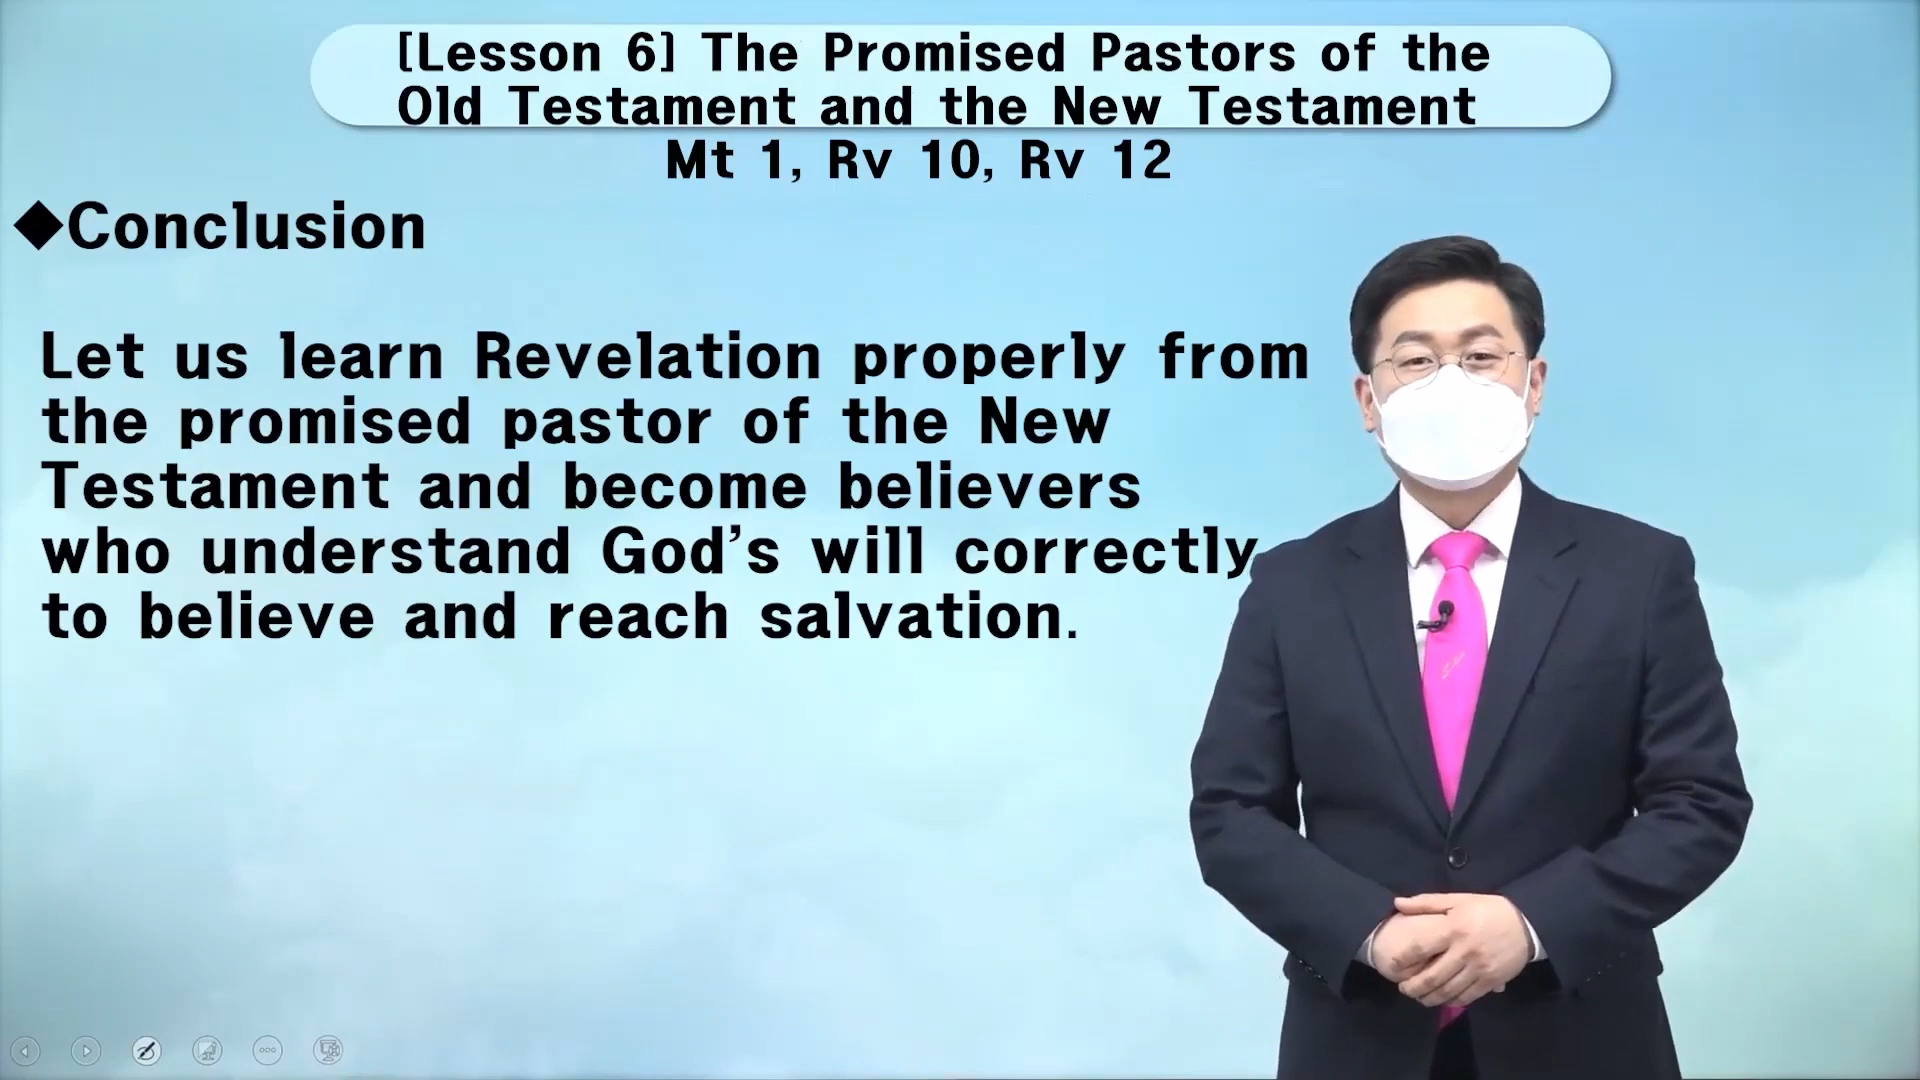 [Lesson 6] The Promised Pastors of the
Old Testament and the New Testament
Mt 1, Rv 10, Rv 12
◆Conclusion
Let us learn Revelation properly from
the promised pastor of the New
Testament and become believers
who understand God's will correctly
to believe and reach salvation.